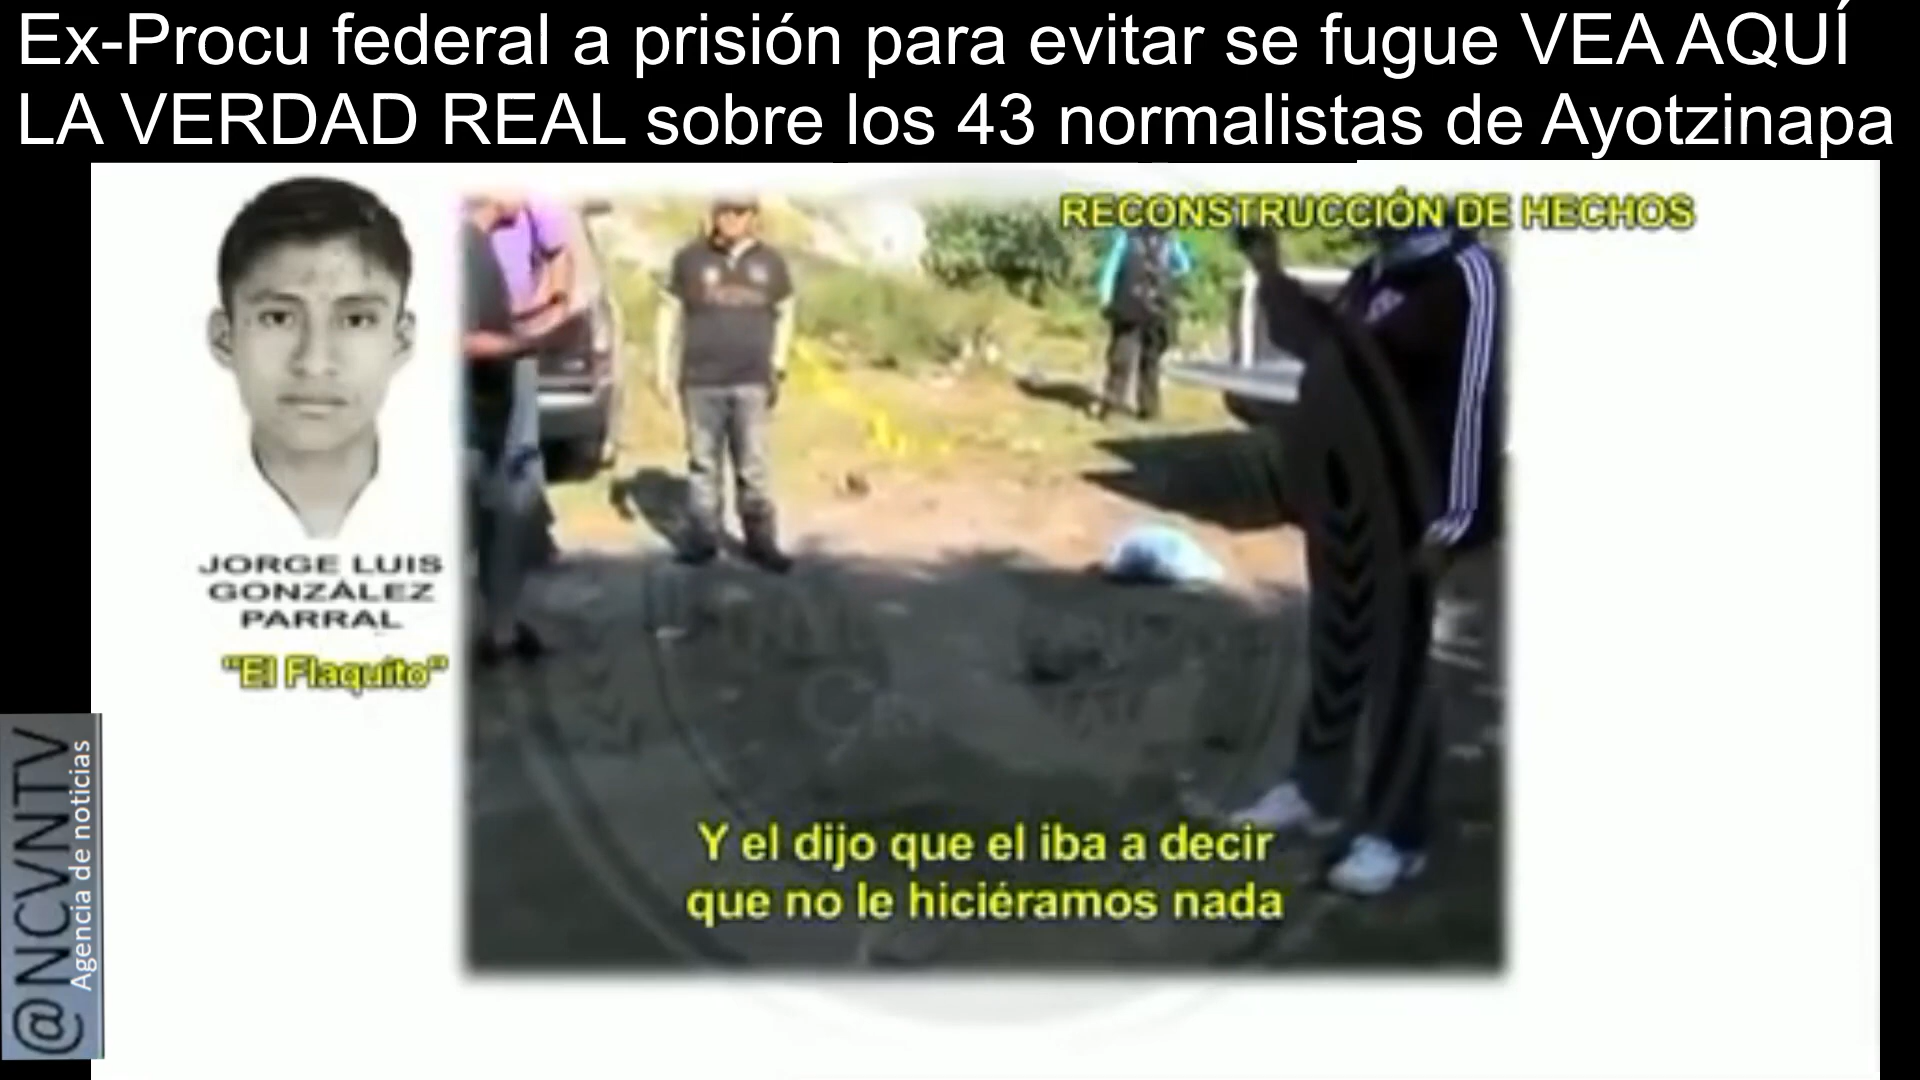 Ex-Procu federal a prisión para evitar se fugue VEA AQUÍ
LA VERDAD REAL sobre los 43 normalistas de Ayotzinapa
RECONSTRUCCIÓN DE HECHOS
JORGE LUIS
GONZÁLEZ
PARRAL
"El Flaquito"
Y el dijo que el iba a decir
que no le hiciéramos nada
@NCVNTV
Agencia de noticias